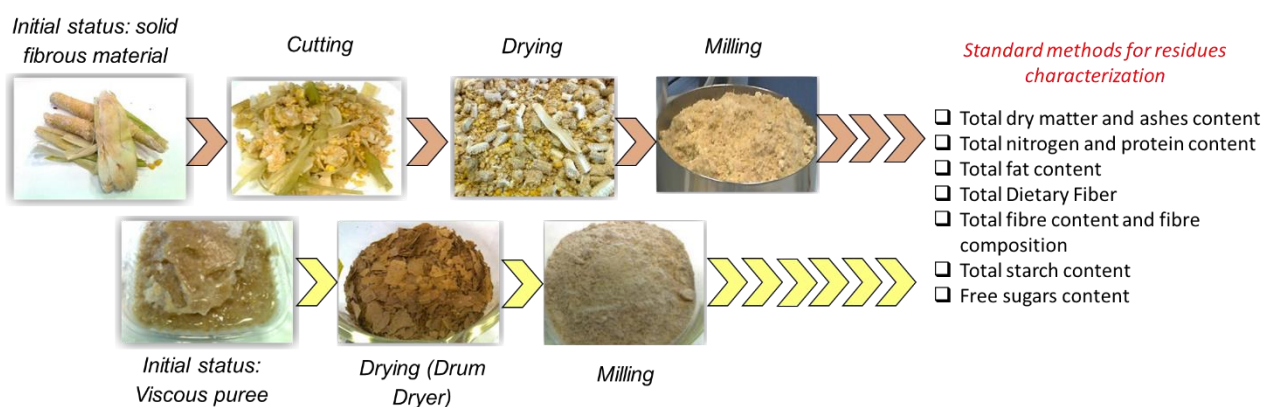 Initial status: solid
fibrous material
Cutting
Drying
Milling
Standard methods for residues
characterization
Total dry matter and ashes content
Total nitrogen and protein content
Total fat content
Total Dietary Fiber
Total fibre content and fibre
composition
Total starch content
Free sugars content
Initial status:
Viscous puree
Drying (Drum
Dryer)
Milling